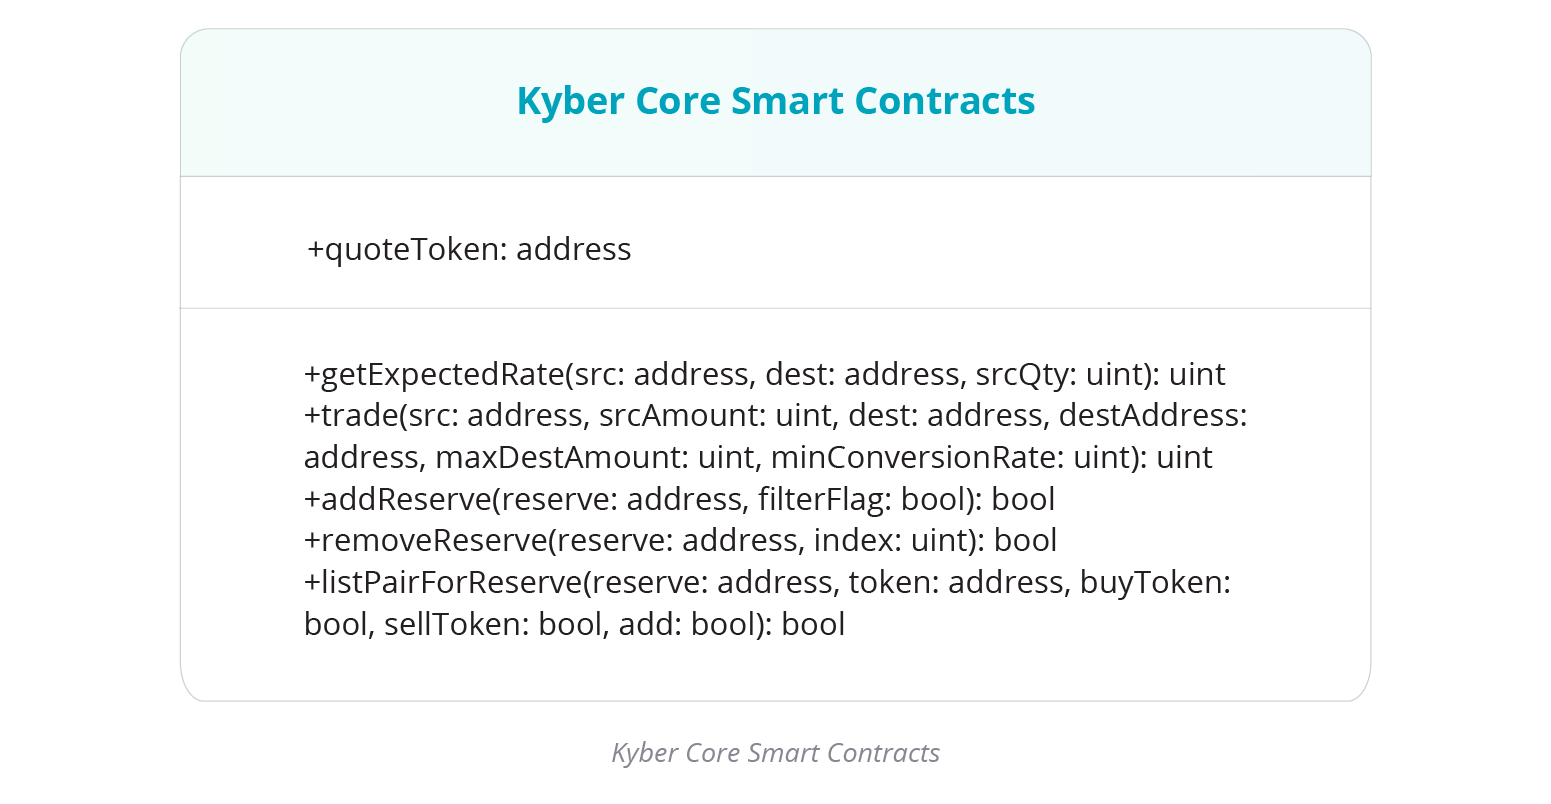 Kyber Core Smart Contracts
+quoteToken: address
+getExpectedRate(src: address, dest: address, srcQty: uint): uint
+trade(src: address, srcAmount: uint, dest: address, destAddress:
address, maxDestAmount: uint, minConversionRate: uint): uint
+addReserve(reserve: address, filterFlag: bool): bool
+removeReserve(reserve: address, index: uint): bool
+listPairForReserve(reserve: address, token: address, buyToken:
bool, sellToken: bool, add: bool): bool
Kyber Core Smart Contracts